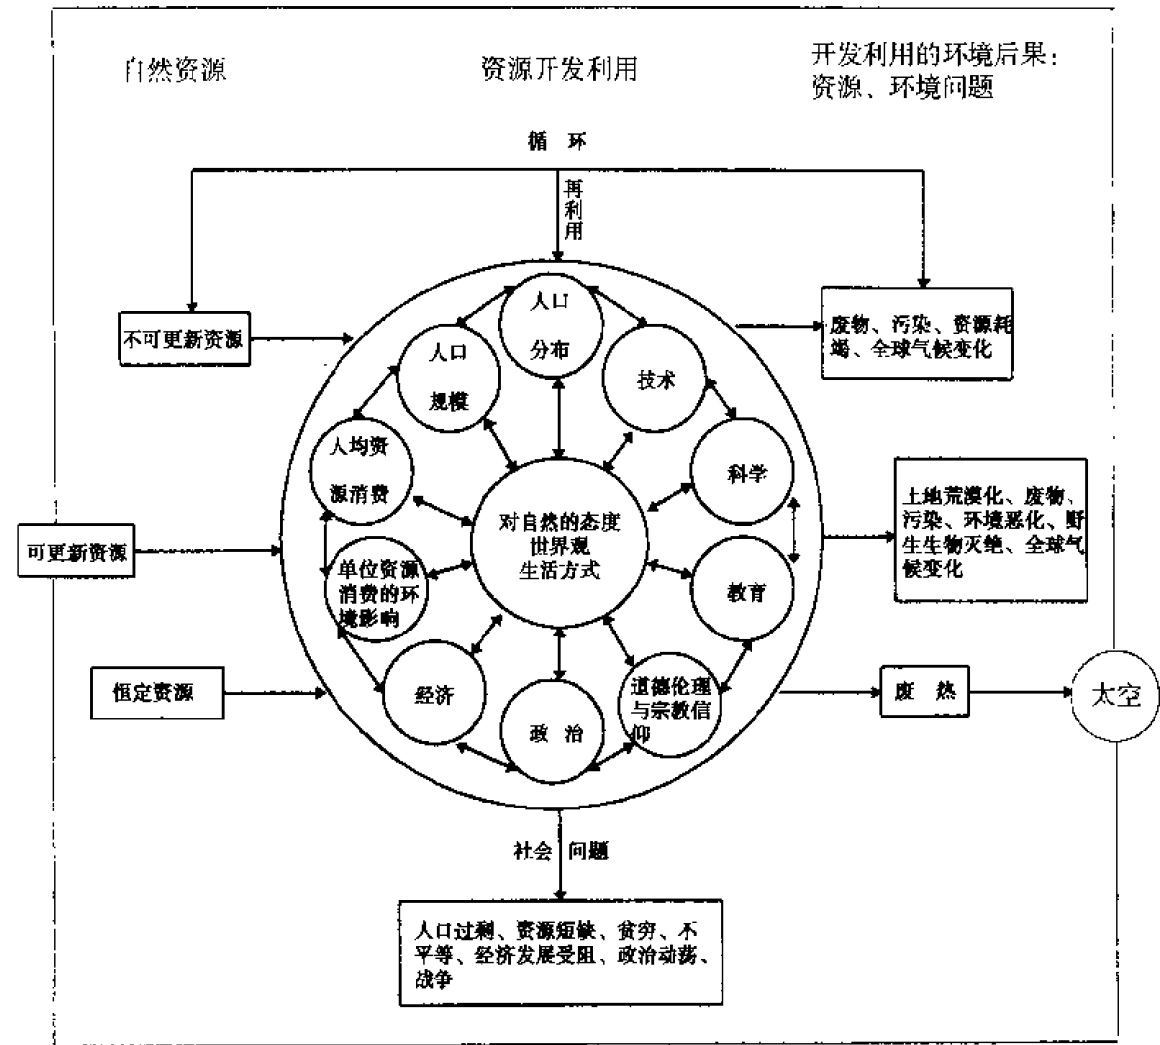 自然资源
资源开发利用
开发利用的环境后果：
资源、环境问题
循 环
再
利
用
不可更新资源
可更新资源
恒定资源
人口
分布
人口
规模
技术
人均资
源消费
科学
对自然的态度
世界观
生活方式
单位资源
消费的环
境影响
教育
经济
政 治
道德伦理
与宗教信
仰
废物、污染、资源耗
竭、全球气候变化
土地荒漠化、废物、
污染、环境恶化、野
生生物灭绝、全球气
候变化
废 热
太空
社会 问题
人口过剩、资源短缺、贫穷、不
平等、经济发展受阻、政治动荡、
战争